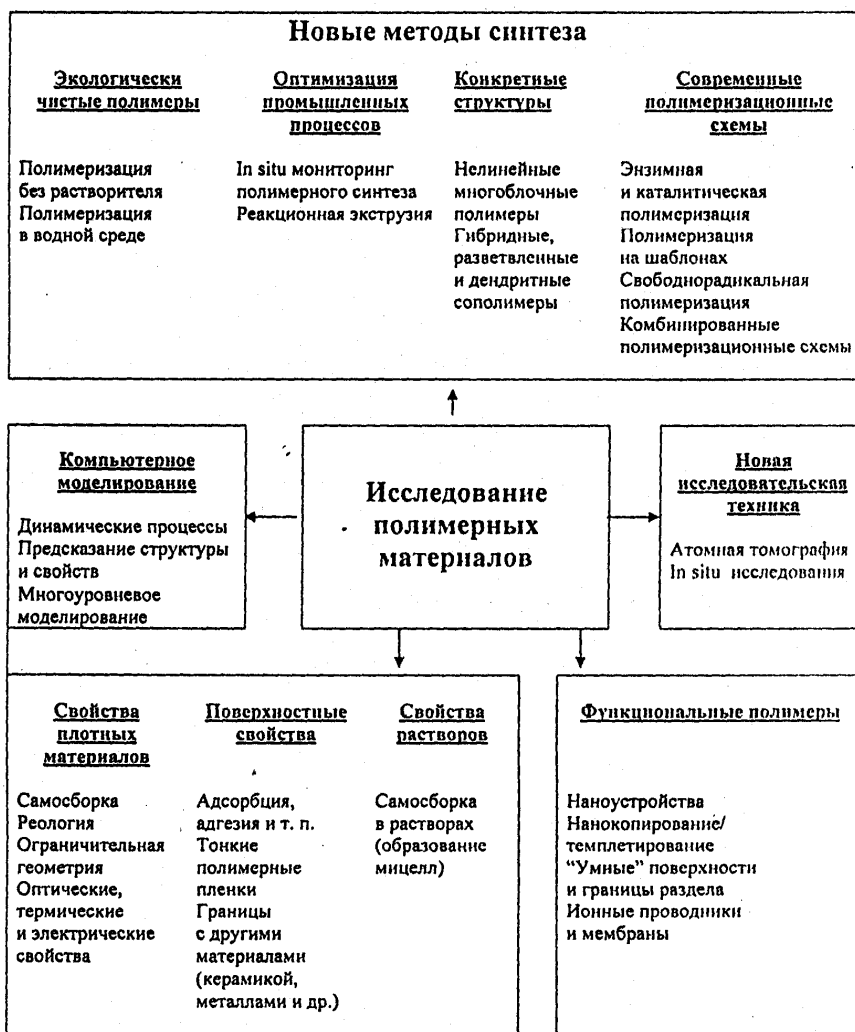 Новые методы синтеза
Экологически
чистые полимеры
Полимеризация
без растворителя
Полимеризация
в водной среде
Оптимизация
промышленных
процессов
In situ мониторинг
полимерного синтеза
Реакционная экструзия
Конкретные
структуры
Нелинейные
многоблочные
полимеры
Гибридные,
разветвленные
и дендритные
сополимеры
Современные
полимеризационные
схемы
Энзимная
и каталитическая
полимеризация
Полимеризация
на шаблонах
Свободнорадикальная
полимеризация
Комбинированные
полимеризационные схемы
Компьютерное
моделирование
Динамические процессы
Предсказание структуры
и свойств
Многоуровневое
моделирование
Исследование
полимерных
материалов
Новая
исследовательская
техника
Атомная томография
In situ исследования
Свойства
плотных
материалов
Самосборка
Реология
Ограничительная
геометрия
Оптические,
термические
и электрические
свойства
Поверхностные
свойства
Адсорбция,
адгезия и т. п.
Тонкие
полимерные
пленки
Границы
с другими
материалами
(керамикой,
металлами и др.)
Свойства
растворов
Самосборка
в растворах
(образование
мицелл)
Функциональные полимеры
Наноустройства
Нанокопирование/
темплетирование
“Умные” поверхности
и границы раздела
Ионные проводники
и мембраны